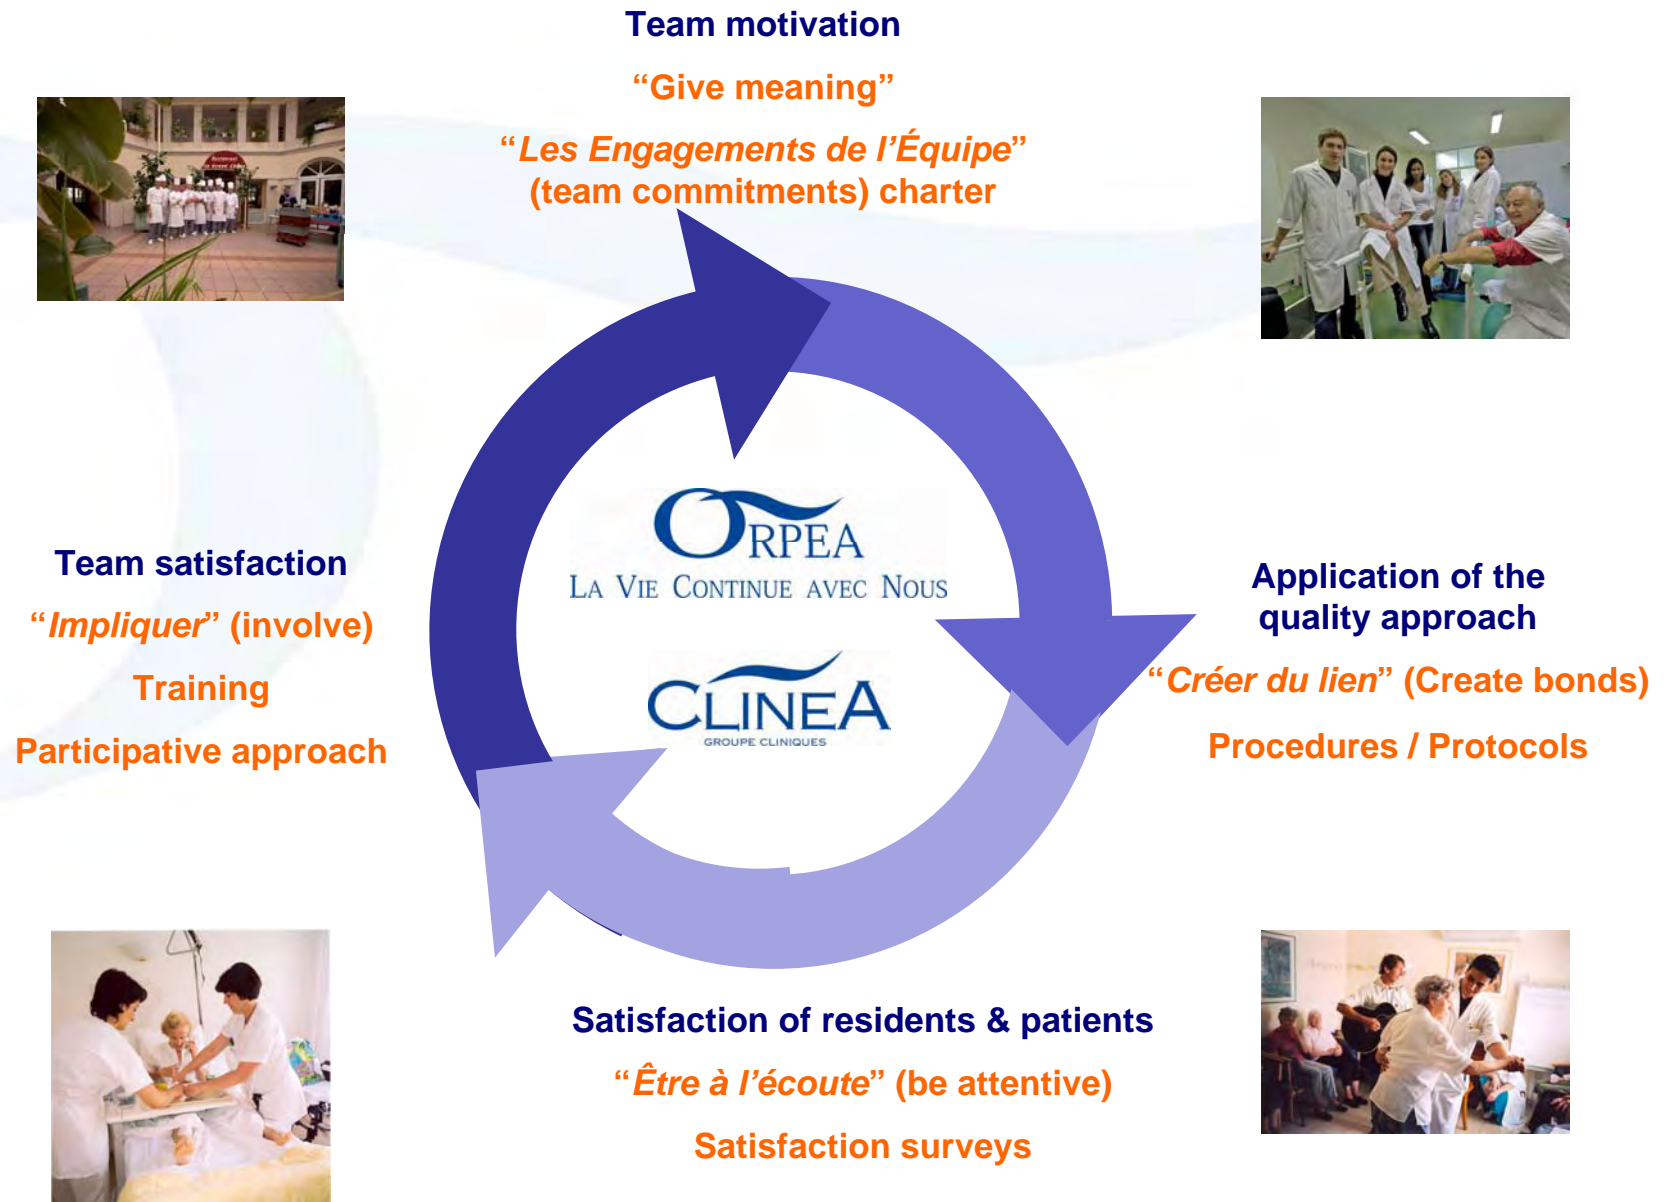 Team motivation
“Give meaning”
“Les Engagements de l’Équipe”
(team commitments) charter
ORPEA
LA VIE CONTINUE AVEC NOUS
CLINEA
GROUPE CLINIQUES
Application of the
quality approach
“Créer du lien” (Create bonds)
Procedures / Protocols
Satisfaction of residents & patients
“Être à l’écoute” (be attentive)
Satisfaction surveys
Team satisfaction
“Impliquer” (involve)
Training
Participative approach